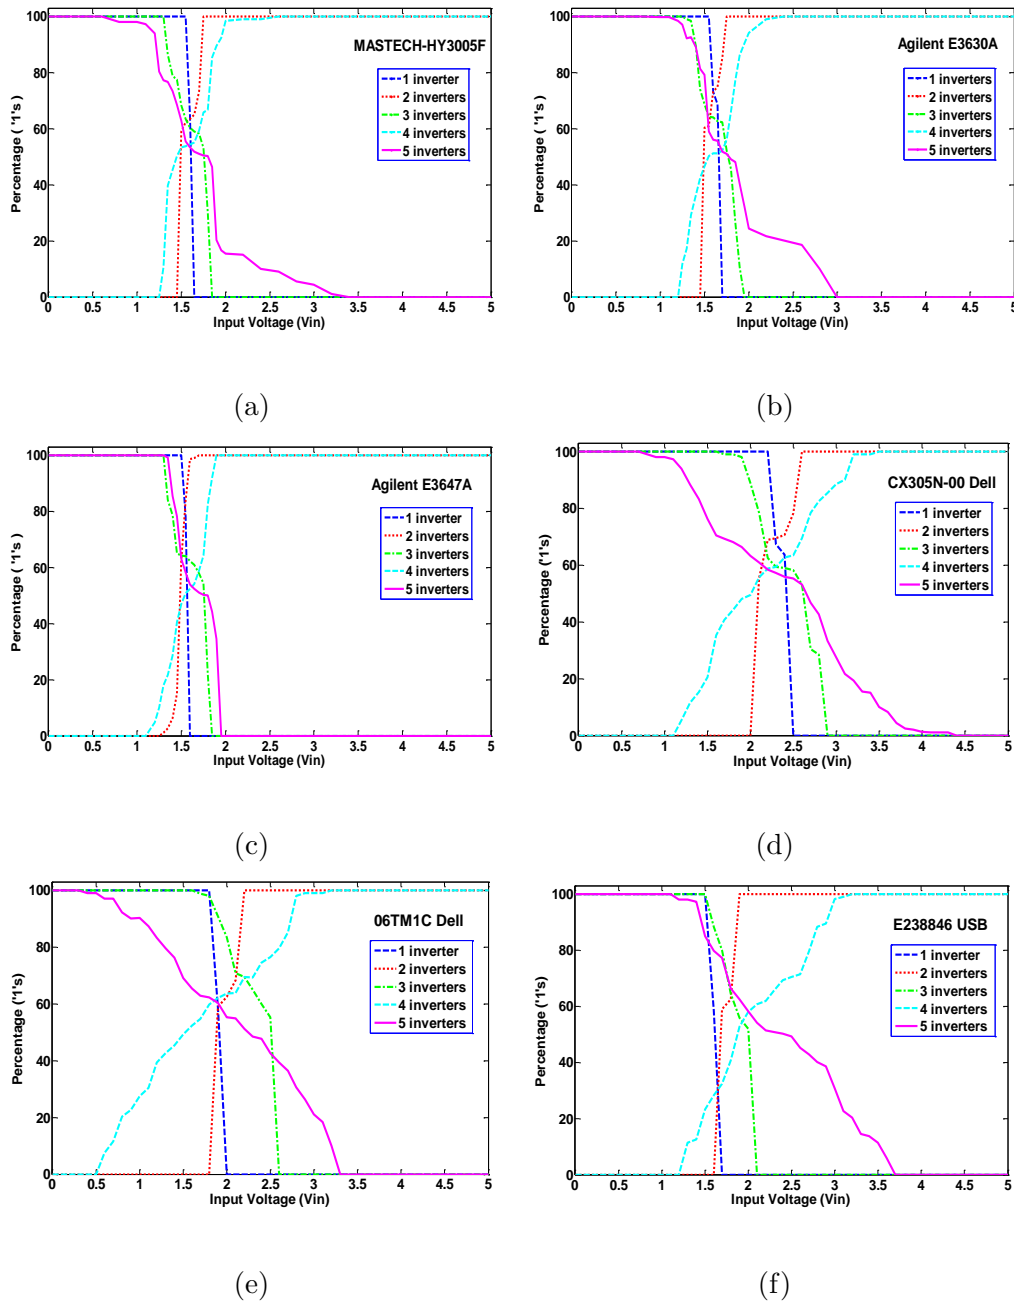 MASTECH-HY3005F
1 inverter
2 inverters
3 inverters
4 inverters
5 inverters
Percentage ( '1's)
100
80
60
40
20
0
0 0.5 1 1.5 2 2.5 3 3.5 4 4.5 5
Input Voltage (Vin)
(a)
Agilent E3630A
1 inverters
2 inverters
3 inverters
4 inverters
5 inverters
Percentage ( '1's)
100
80
60
40
20
0
0 0.5 1 1.5 2 2.5 3 3.5 4 4.5 5
Input Voltage (Vin)
(b)
Agilent E3647A
1 inverter
2 inverters
3 inverters
4 inverters
5 inverters
Percentage ( '1's)
100
80
60
40
20
0
0 0.5 1 1.5 2 2.5 3 3.5 4 4.5 5
Input Voltage (Vin)
(c)
CX305N-00 Dell
1 inverter
2 inverters
3 inverters
4 inverters
5 inverters
Percentage ('1's)
100
80
60
40
20
0
0 0.5 1 1.5 2 2.5 3 3.5 4 4.5 5
Input Voltage (Vin)
(d)
06TM1C Dell
1 inverter
2 inverters
3 inverters
4 inverters
5 inverters
Percentage ('1's)
100
80
60
40
20
0
0 0.5 1 1.5 2 2.5 3 3.5 4 4.5 5
Input Voltage (Vin)
(e)
E238846 USB
1 inverter
2 inverters
3 inverters
4 inverters
5 inverters
Percentage ('1's)
100
80
60
40
20
0
0 0.5 1 1.5 2 2.5 3 3.5 4 4.5 5
Input Voltage (Vin)
(f)